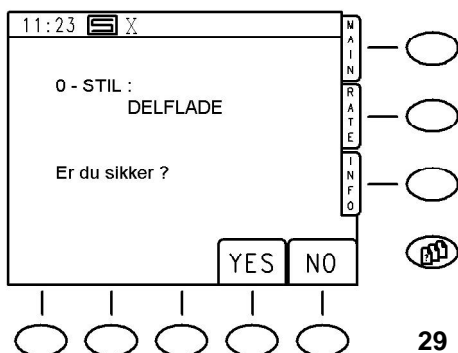 11:23 S X
MAIN
0 - STIL :
DELFLADE
RATE
Er du sikker ?
INFO
YES NO
29